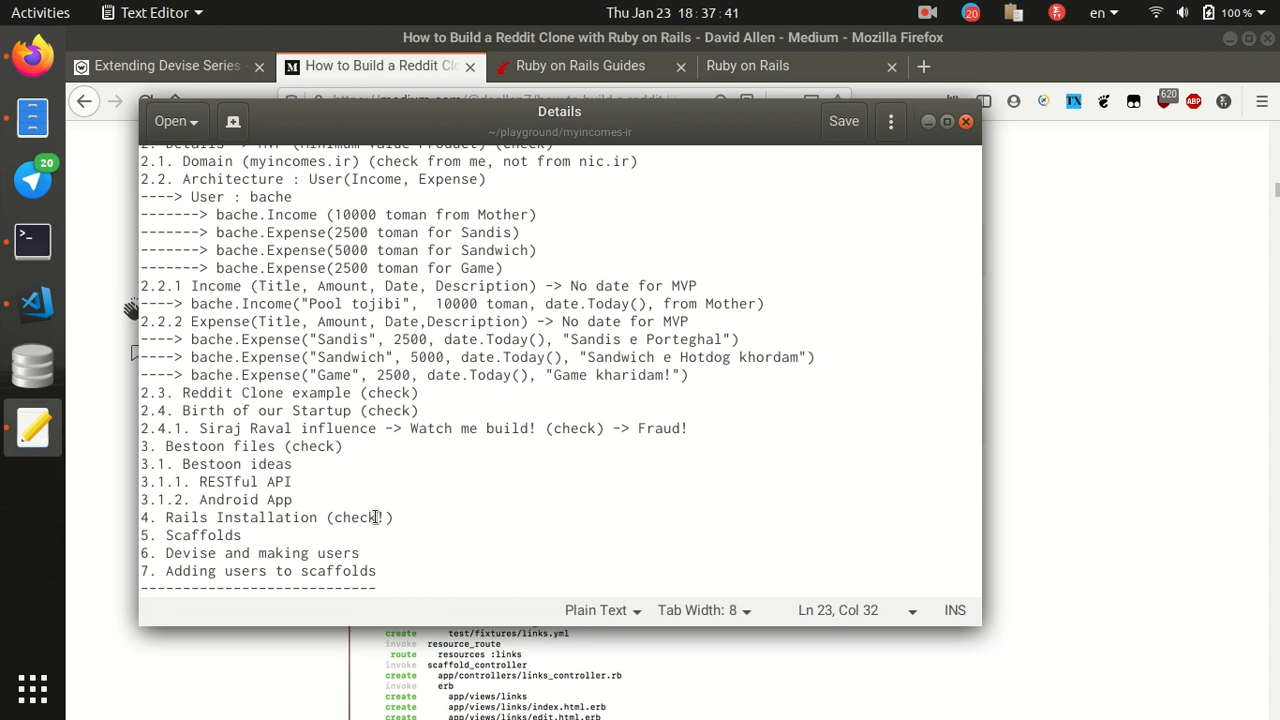 Activities
Text Editor
Thu Jan 23 18:37:41
20
en
100 %
How to Build a Reddit Clone with Ruby on Rails - David Allen - Medium - Mozilla Firefox
Extending Devise Series -
How to Build a Reddit Cl
Ruby on Rails Guides
Ruby on Rails
620
ABP
Open
Details
~/playground/myincomes-ir
Save
2.1. Domain (myincomes.ir) (check from me, not from nic.ir)
2.2. Architecture : User(Income, Expense)
----> User : bache
-------> bache.Income (10000 toman from Mother)
-------> bache.Expense(2500 toman for Sandis)
-------> bache.Expense(5000 toman for Sandwich)
-------> bache.Expense(2500 toman for Game)
2.2.1 Income (Title, Amount, Date, Description) -> No date for MVP
----> bache.Income("Pool tojibi",  10000 toman, date.Today(), from Mother)
2.2.2 Expense(Title, Amount, Date,Description) -> No date for MVP
----> bache.Expense("Sandis", 2500, date.Today(), "Sandis e Porteghal")
----> bache.Expense("Sandwich", 5000, date.Today(), "Sandwich e Hotdog khordam")
----> bache.Expense("Game", 2500, date.Today(), "Game kharidam!")
2.3. Reddit Clone example (check)
2.4. Birth of our Startup (check)
2.4.1. Siraj Raval influence -> Watch me build! (check) -> Fraud!
3. Bestoon files (check)
3.1. Bestoon ideas
3.1.1. RESTful API
3.1.2. Android App
4. Rails Installation (check!)
5. Scaffolds
6. Devise and making users
7. Adding users to scaffolds
----------------------------
Plain Text
Tab Width: 8
Ln 23, Col 32
INS
create test/fixtures/links.yml
invoke resource_route
route resources :links
invoke scaffold_controller
create app/controllers/links_controller.rb
invoke erb
create app/views/links
create app/views/links/index.html.erb
create app/views/links/edit.html.erb
20